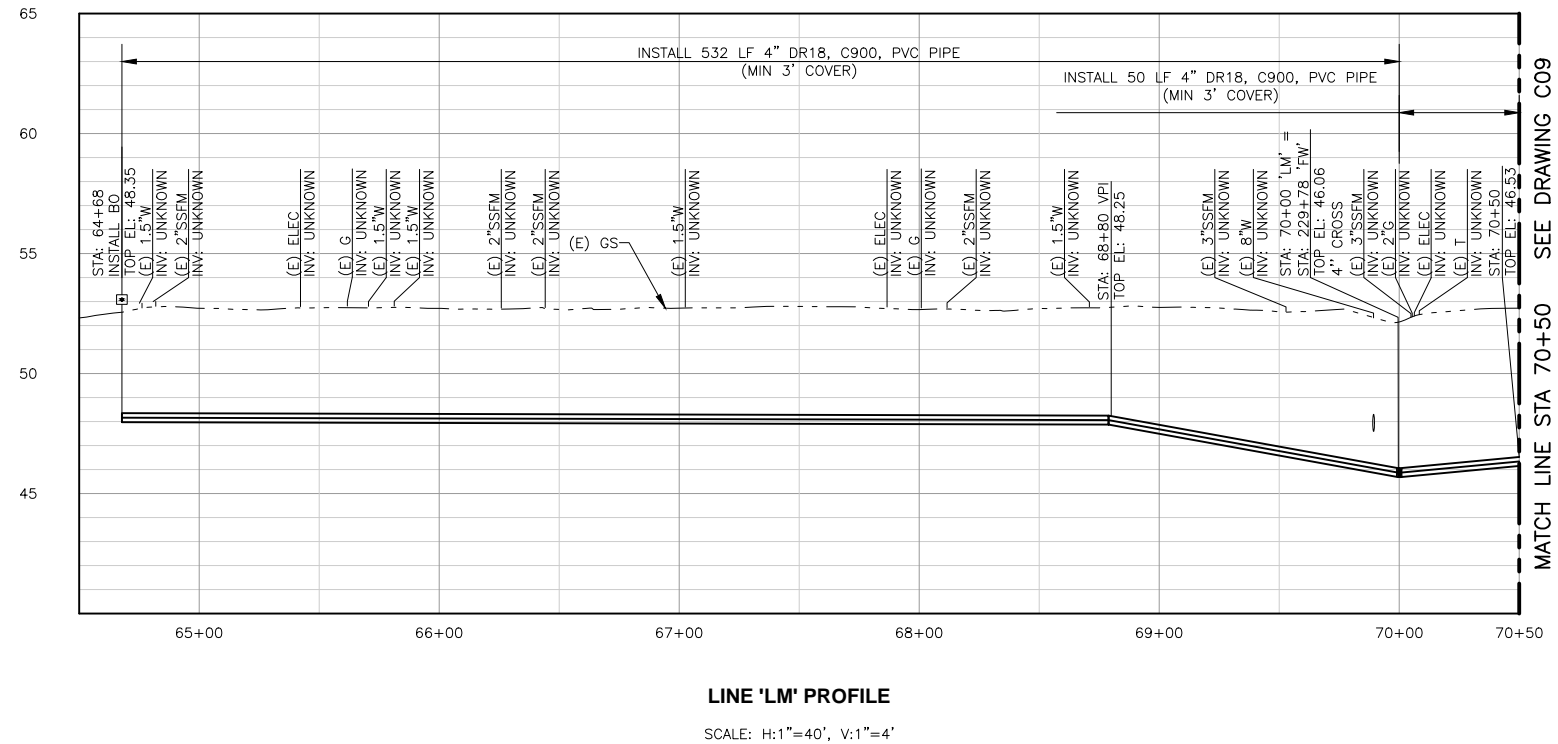 65
60
55
50
45
INSTALL 532 LF 4" DR18, C900, PVC PIPE
(MIN 3' COVER)
INSTALL 50 LF 4" DR18, C900, PVC PIPE
(MIN 3' COVER)
STA: 64+68
INSTALL BO
TOP EL: 48.35
(E) 1.5"W
INV: UNKNOWN
(E) 2"SSFM
INV: UNKNOWN
(E) ELEC
INV: UNKNOWN
(E) G
INV: UNKNOWN
(E) 1.5"W
INV: UNKNOWN
(E) 1.5"W
INV: UNKNOWN
(E) 2"SSFM
INV: UNKNOWN
(E) 2"SSFM
INV: UNKNOWN
(E) GS
(E) 1.5"W
INV: UNKNOWN
(E) ELEC
INV: UNKNOWN
(E) G
INV: UNKNOWN
(E) 2"SSFM
INV: UNKNOWN
(E) 1.5"W
INV: UNKNOWN
STA: 68+80 VPI
TOP EL: 48.25
(E) 3"SSFM
INV: UNKNOWN
(E) 8"W
INV: UNKNOWN
STA: 70+00 'LM' =
STA: 229+78 'FW'
TOP EL: 46.06
4" CROSS
(E) 3"SSFM
INV: UNKNOWN
(E) 2"G
INV: UNKNOWN
(E) ELEC
INV: UNKNOWN
(E) T
INV: UNKNOWN
STA: 70+50
TOP EL: 46.53
MATCH LINE STA 70+50 SEE DRAWING C09
65+00
66+00
67+00
68+00
69+00
70+00
70+50
LINE 'LM' PROFILE
SCALE: H:1"=40', V:1"=4'